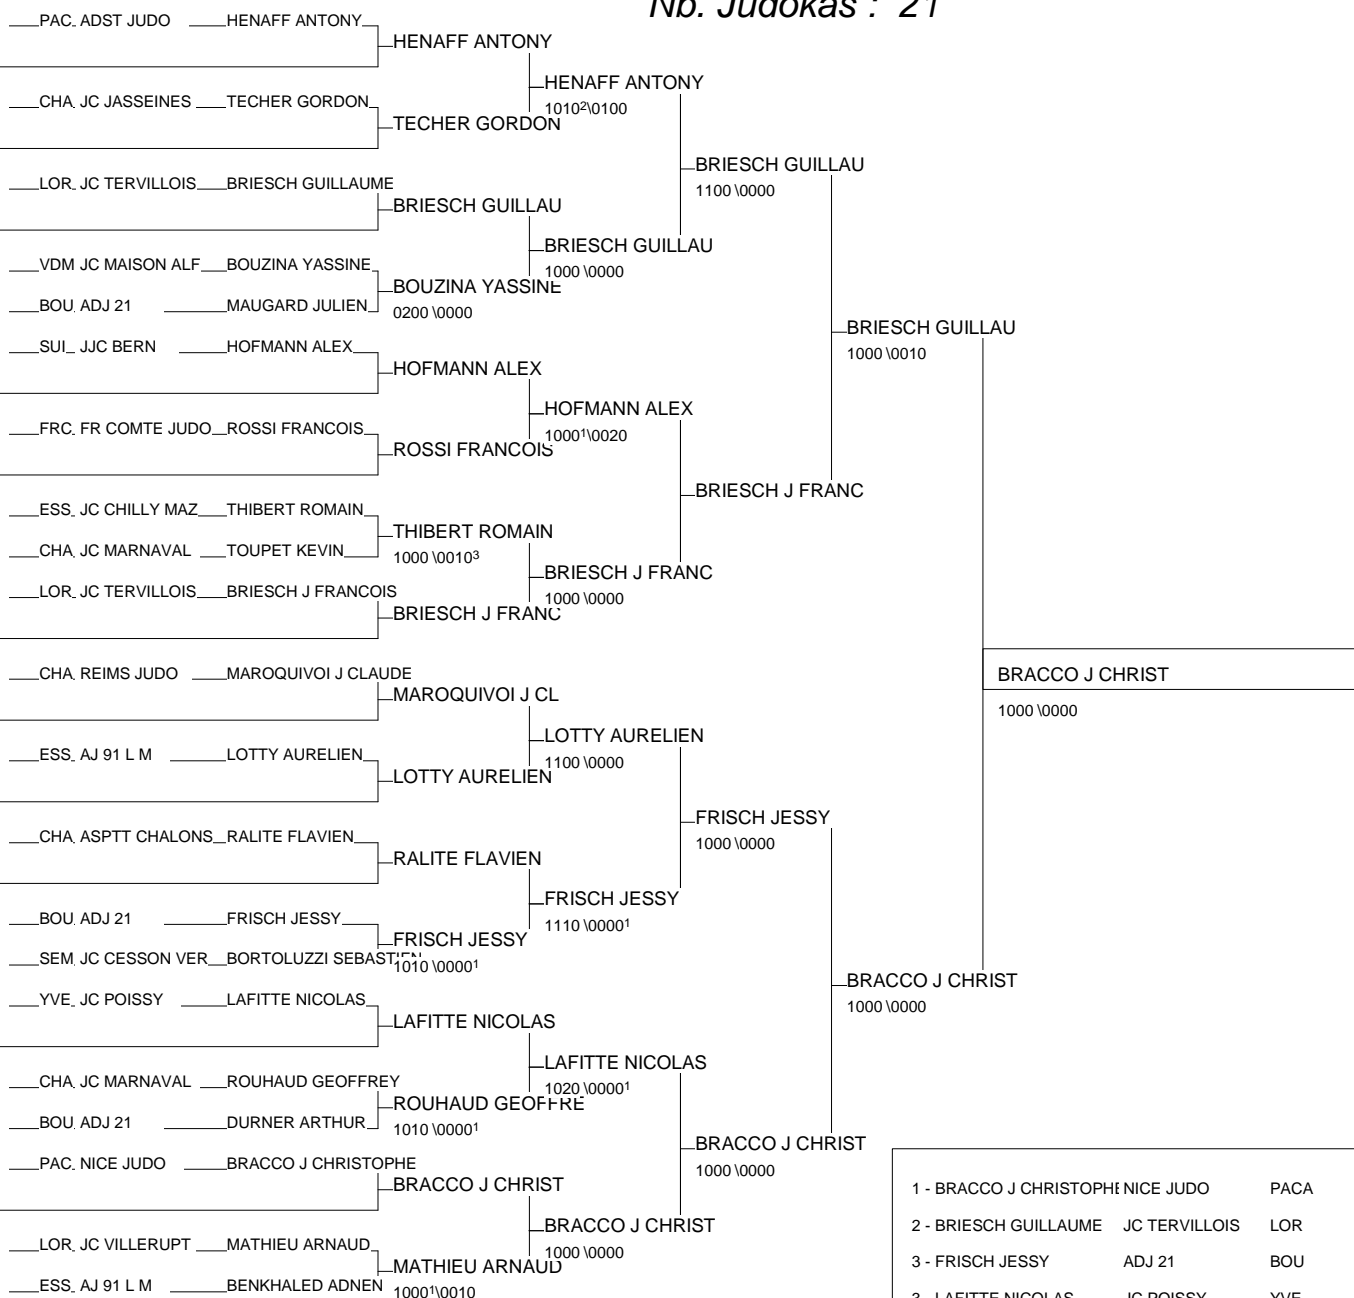 Nb. Judokas : 21
PAC ADST JUDO HENAFF ANTONY
HENAFF ANTONY
HENAFF ANTONY
1010²\0100
CHA JC JASSEINES TECHER GORDON
TECHER GORDON
BRIESCH GUILLAU
1100 \0000
LOR JC TERVILLOIS BRIESCH GUILLAUME
BRIESCH GUILLAU
BRIESCH GUILLAU
1000 \0000
VDM JC MAISON ALF BOUZINA YASSINE
BOUZINA YASSINE
0200 \0000
BOU ADJ 21 MAUGARD JULIEN
BRIESCH GUILLAU
1000 \0010
SUI JJC BERN HOFMANN ALEX
HOFMANN ALEX
HOFMANN ALEX
1000¹\0020
FRC FR COMTE JUDO ROSSI FRANCOIS
ROSSI FRANCOIS
BRIESCH J FRANC
ESS JC CHILLY MAZ THIBERT ROMAIN
THIBERT ROMAIN
1000 \0010³
CHA JC MARNAVAL TOUPET KEVIN
BRIESCH J FRANC
1000 \0000
LOR JC TERVILLOIS BRIESCH J FRANCOIS
BRIESCH J FRANC
BRACCO J CHRIST
1000 \0000
CHA REIMS JUDO MAROQUIVOI J CLAUDE
MAROQUIVOI J CL
LOTTY AURELIEN
1100 \0000
ESS AJ 91 L M LOTTY AURELIEN
LOTTY AURELIEN
FRISCH JESSY
1000 \0000
CHA ASPTT CHALONS RALITE FLAVIEN
RALITE FLAVIEN
FRISCH JESSY
1110 \0000¹
BOU ADJ 21 FRISCH JESSY
FRISCH JESSY
1010 \0000¹
SEM JC CESSON VER BORTOLUZZI SEBASTIEN
BRACCO J CHRIST
1000 \0000
YVE JC POISSY LAFITTE NICOLAS
LAFITTE NICOLAS
LAFITTE NICOLAS
1020 \0000¹
CHA JC MARNAVAL ROUHAUD GEOFFREY
ROUHAUD GEOFFRE
1010 \0000¹
BOU ADJ 21 DURNER ARTHUR
BRACCO J CHRIST
1000 \0000
PAC NICE JUDO BRACCO J CHRISTOPHE
BRACCO J CHRIST
BRACCO J CHRIST
1000 \0000
LOR JC VILLERUPT MATHIEU ARNAUD
MATHIEU ARNAUD
1000¹\0010
ESS AJ 91 L M BENKHALED ADNEN
1 - BRACCO J CHRISTOPHE NICE JUDO PACA
2 - BRIESCH GUILLAUME JC TERVILLOIS LOR
3 - FRISCH JESSY ADJ 21 BOU
3 - LAFITTE NICOLAS JC POISSY YVE